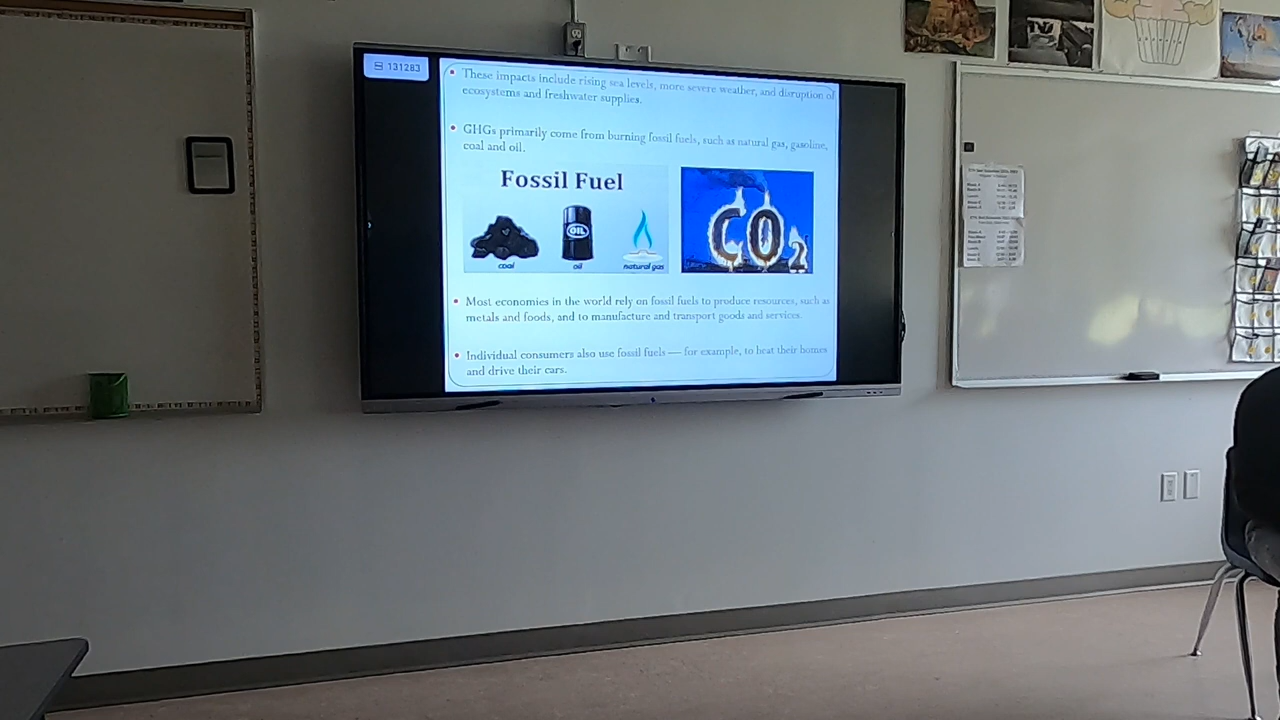 131283
These impacts include rising sea levels, more severe weather, and disruption of
ecosystems and freshwater supplies.
GHGs primarily come from burning fossil fuels, such as natural gas, gasoline,
coal and oil.
Fossil Fuel
OIL
coal
oil
natural gas
CO2
Most economies in the world rely on fossil fuels to produce resources, such as
metals and foods, and to manufacture and transport goods and services.
Individual consumers also use fossil fuels — for example, to heat their homes
and drive their cars.